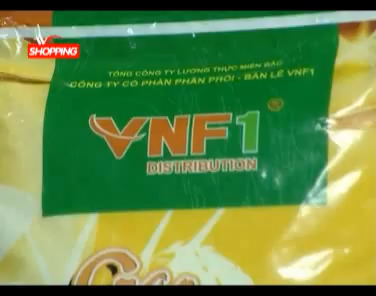 SHOPPING
TỔNG CÔNG TY LƯƠNG THỰC MIỀN BẮC
CÔNG TY CỔ PHẦN PHÂN PHỐI - BÁN LẺ VNF1
VNF1®
DISTRIBUTION